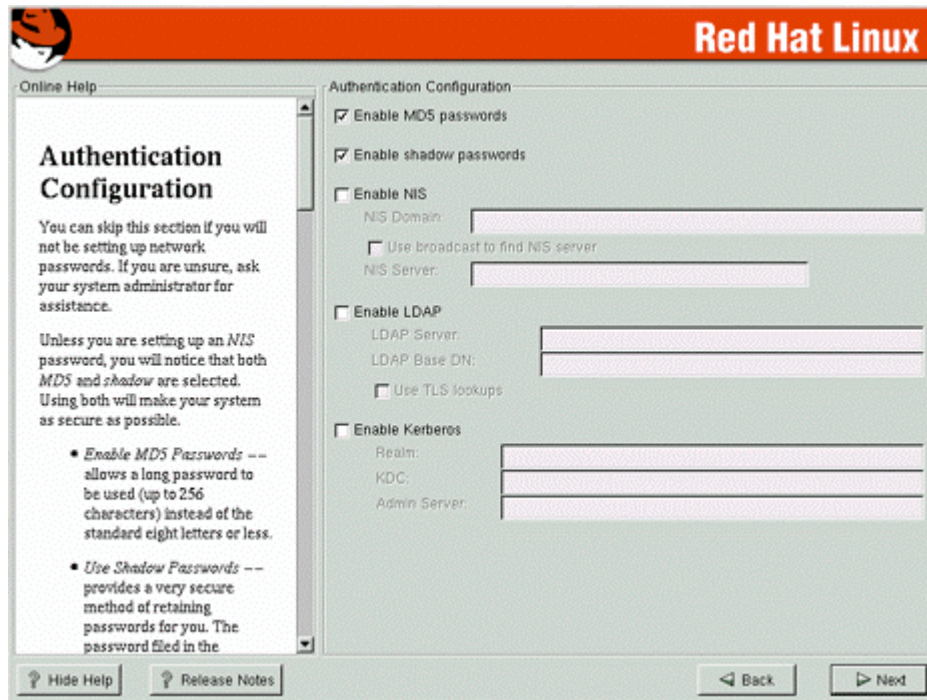 Red Hat Linux
Online Help
Authentication
Configuration
You can skip this section if you will
not be setting up network
passwords. If you are unsure, ask
your system administrator for
assistance.
Unless you are setting up an NIS
password, you will notice that both
MD5 and shadow are selected.
Using both will make your system
as secure as possible.
• Enable MD5 Passwords --
allows a long password to
be used (up to 256
characters) instead of the
standard eight letters or less.
• Use Shadow Passwords --
provides a very secure
method of retaining
passwords for you. The
password filed in the
Authentication Configuration
Enable MD5 passwords
Enable shadow passwords
Enable NIS
NIS Domain:
Use broadcast to find NIS server
NIS Server:
Enable LDAP
LDAP Server:
LDAP Base DN:
Use TLS lookups
Enable Kerberos
Realm:
KDC:
Admin Server:
? Hide Help
? Release Notes
Back
Next